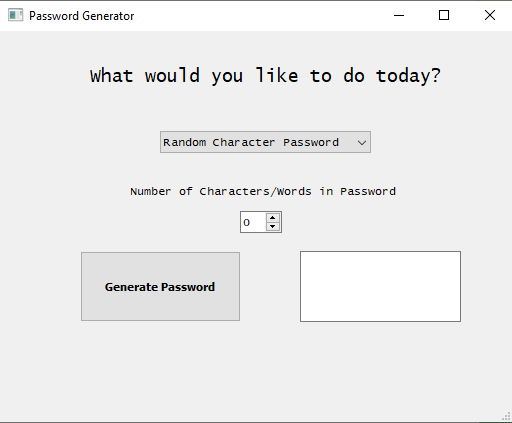 Password Generator
What would you like to do today?
Random Character Password
Number of Characters/Words in Password
0
Generate Password